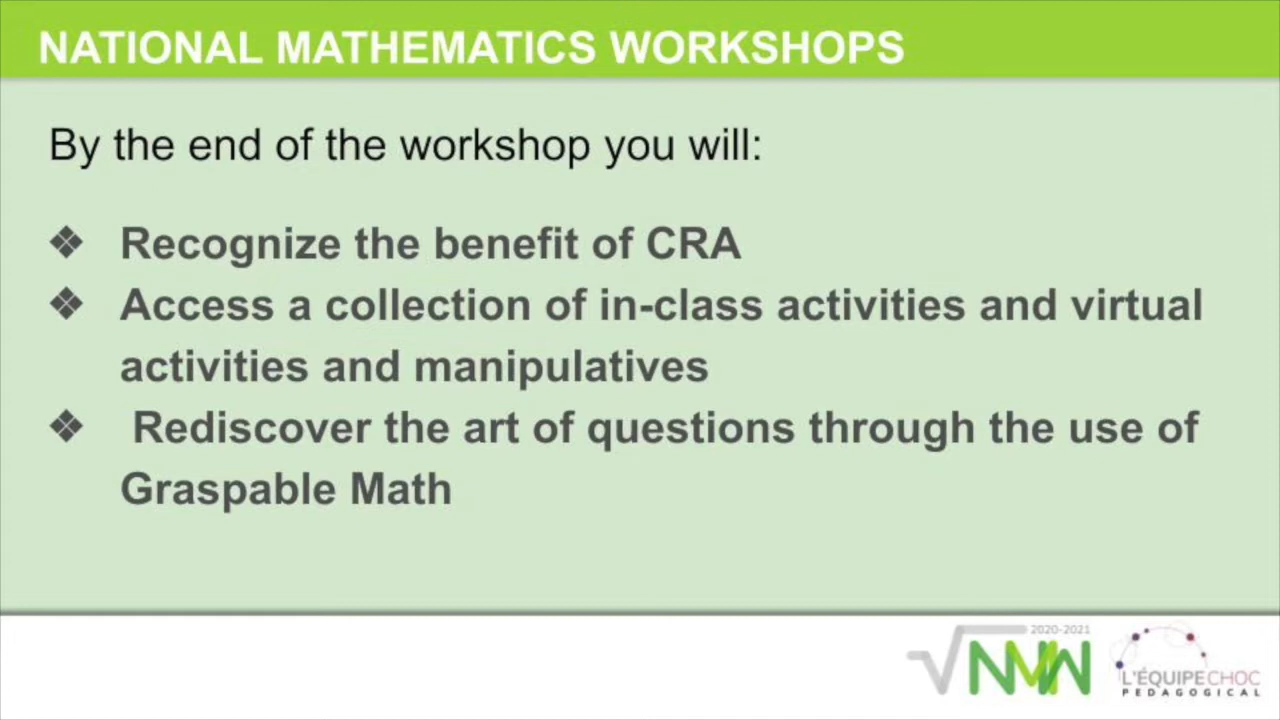 NATIONAL MATHEMATICS WORKSHOPS
By the end of the workshop you will:
❖ Recognize the benefit of CRA
❖ Access a collection of in-class activities and virtual
activities and manipulatives
❖ Rediscover the art of questions through the use of
Graspable Math
2020-2021
√NMW
L'ÉQUIPECHOC
PEDAGOGICAL